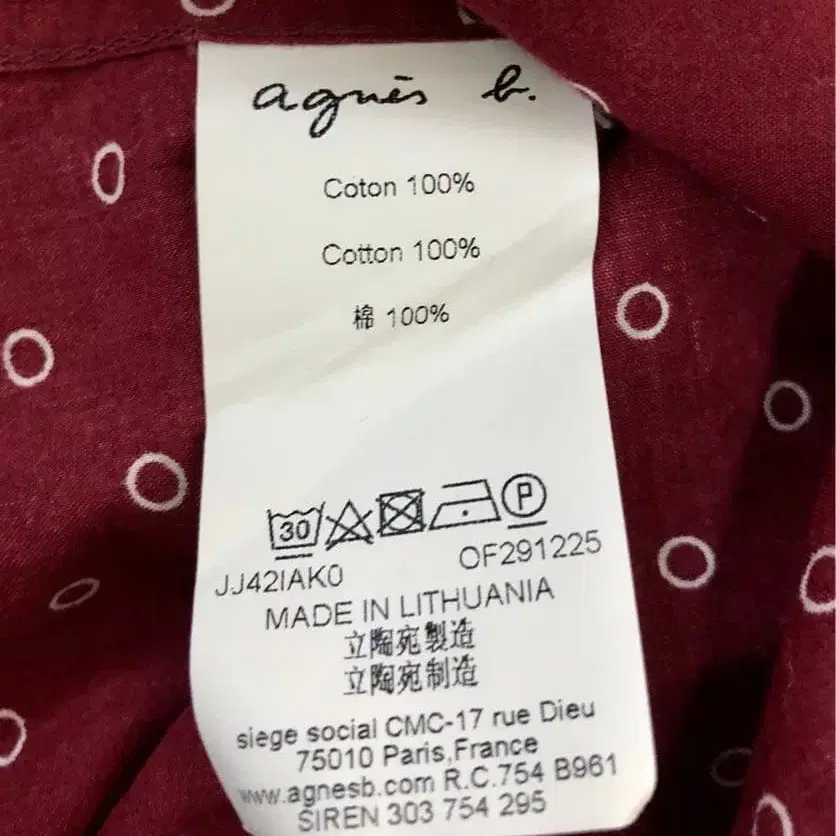 agnès b.
Coton 100%
Cotton 100%
棉 100%
30 P
JJ42IAK0 OF291225
MADE IN LITHUANIA
立陶宛製造
立陶宛制造
siege social CMC-17 rue Dieu
75010 Paris,France
www.agnesb.com R.C.754 B961
SIREN 303 754 295